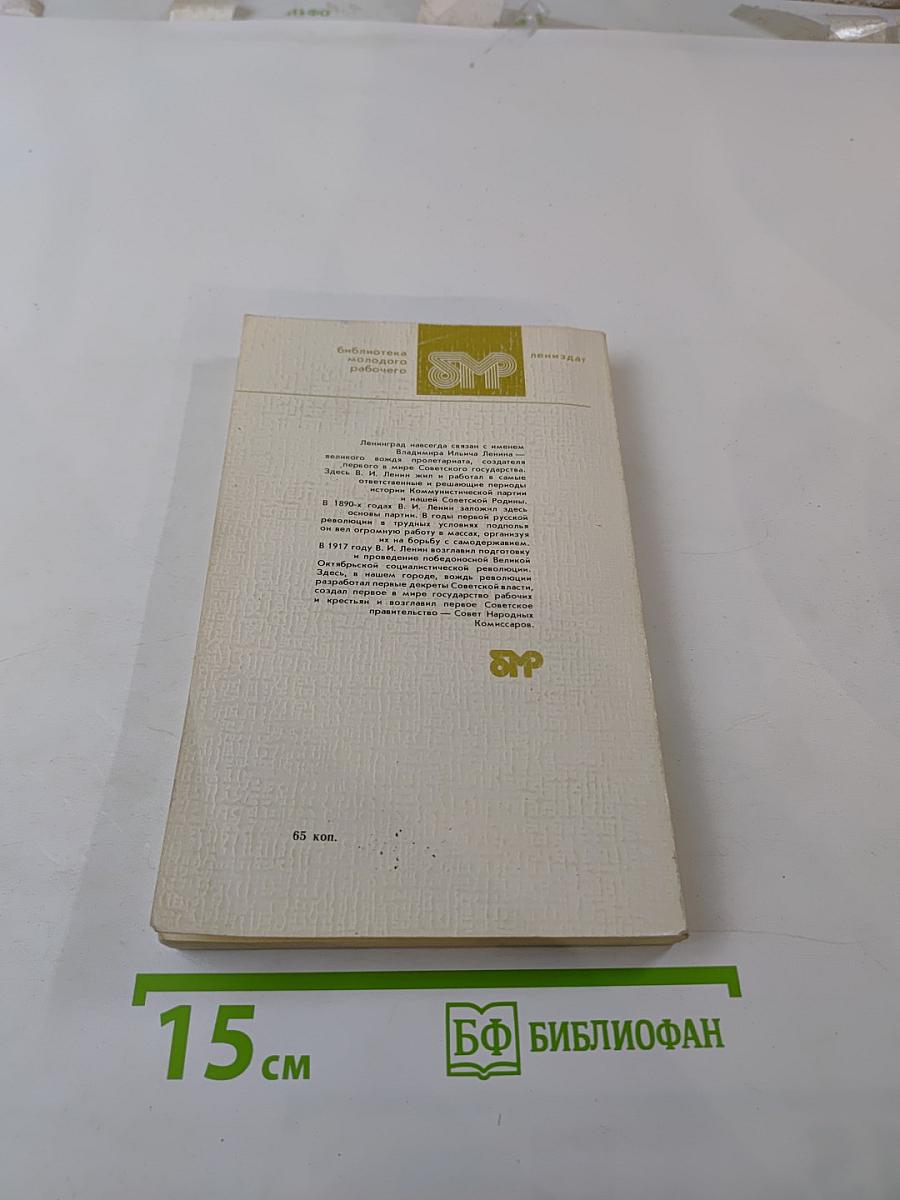 библиотека
молодого
рабочего
БМР
лениздат
Ленинград навсегда связан с именем
Владимира Ильича Ленина —
великого вождя пролетариата, создателя
первого в мире Советского государства.
Здесь В. И. Ленин жил и работал в самые
ответственные и решающие периоды
истории Коммунистической партии
и нашей Советской Родины.
В 1890-х годах В. И. Ленин заложил здесь
основы партии. В годы первой русской
революции в трудных условиях подполья
он вел огромную работу в массах, организуя
их на борьбу с самодержавием.
В 1917 году В. И. Ленин возглавил подготовку
и проведение победоносной Великой
Октябрьской социалистической революции.
Здесь, в нашем городе, вождь революции
разработал первые декреты Советской власти,
создал первое в мире государство рабочих
и крестьян и возглавил первое Советское
правительство — Совет Народных
Комиссаров.
БМР
65 коп.
15 см
БФ БИБЛИОФАН